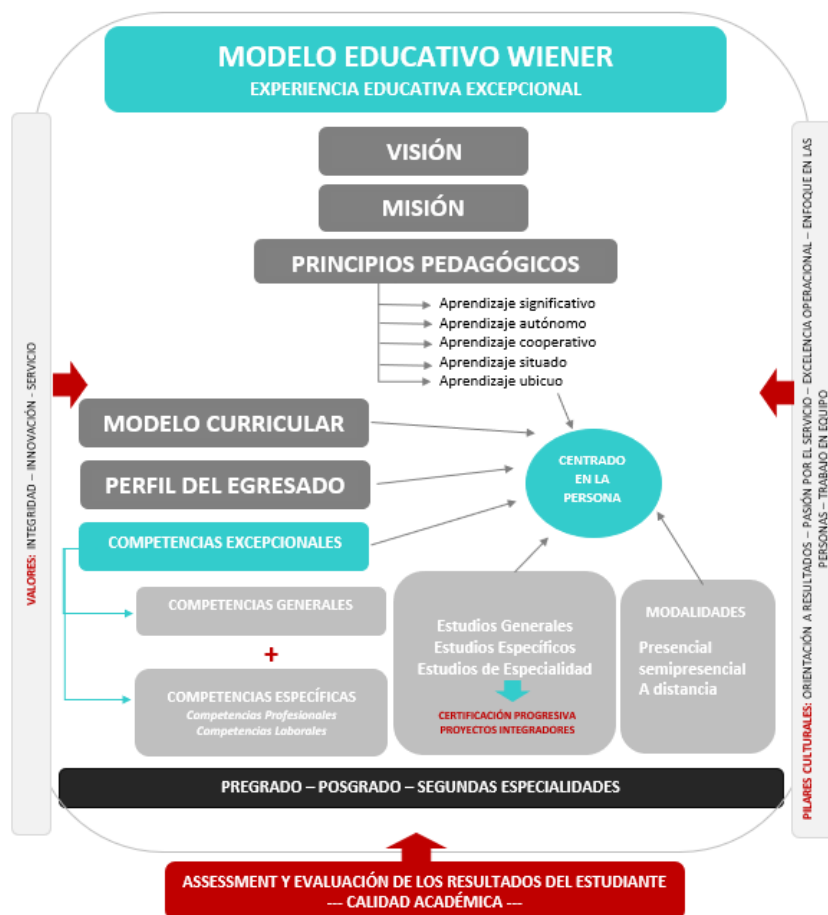 MODELO EDUCATIVO WIENER
EXPERIENCIA EDUCATIVA EXCEPCIONAL
VISIÓN
MISIÓN
PRINCIPIOS PEDAGÓGICOS
Aprendizaje significativo
Aprendizaje autónomo
Aprendizaje cooperativo
Aprendizaje situado
Aprendizaje ubicuo
MODELO CURRICULAR
PERFIL DEL EGRESADO
COMPETENCIAS EXCEPCIONALES
CENTRADO
EN LA
PERSONA
COMPETENCIAS GENERALES
+
COMPETENCIAS ESPECÍFICAS
Competencias Profesionales
Competencias Laborales
Estudios Generales
Estudios Específicos
Estudios de Especialidad
CERTIFICACIÓN PROGRESIVA
PROYECTOS INTEGRADORES
MODALIDADES
Presencial
semipresencial
A distancia
PREGRADO – POSGRADO – SEGUNDAS ESPECIALIDADES
ASSESSMENT Y EVALUACIÓN DE LOS RESULTADOS DEL ESTUDIANTE
--- CALIDAD ACADÉMICA ---
VALORES: INTEGRIDAD – INNOVACIÓN - SERVICIO
PILARES CULTURALES: ORIENTACIÓN A RESULTADOS – PASIÓN POR EL SERVICIO – EXCELENCIA OPERACIONAL – ENFOQUE EN LAS
PERSONAS – TRABAJO EN EQUIPO